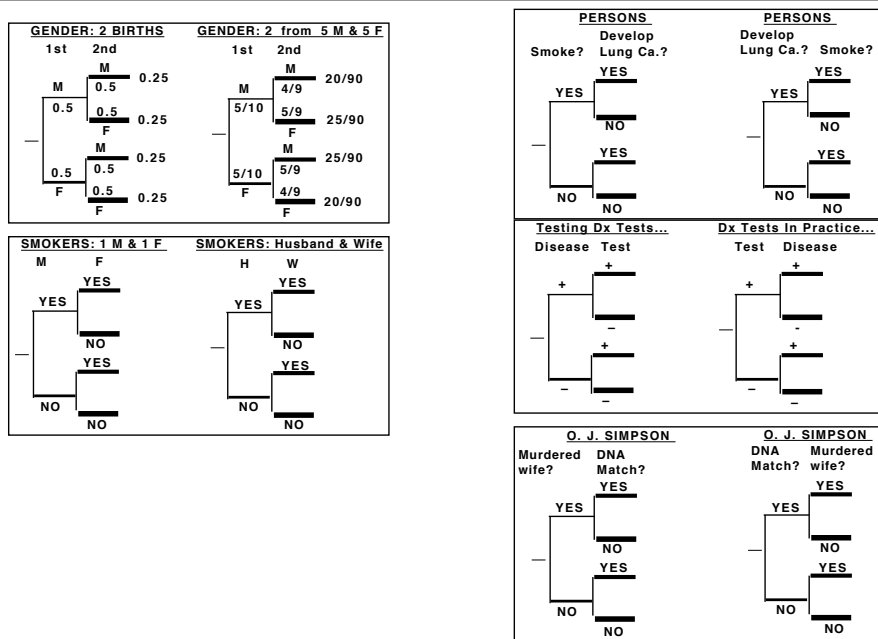 GENDER: 2 BIRTHS
1st 2nd
M
0.25
M 0.5
0.5 0.5
0.25
F
M
0.25
0.5 0.5
F 0.5
0.25
F
GENDER: 2 from 5 M & 5 F
1st 2nd
M
20/90
M 4/9
5/10 5/9
25/90
F
M
25/90
5/10 5/9
F 4/9
20/90
F
SMOKERS: 1 M & 1 F
M F
YES
YES
NO
YES
NO
NO
SMOKERS: Husband & Wife
H W
YES
YES
NO
YES
NO
NO
PERSONS
Develop
Smoke? Lung Ca.?
YES
YES
NO
YES
NO
NO
PERSONS
Develop
Lung Ca.? Smoke?
YES
YES
NO
YES
NO
NO
Testing Dx Tests...
Disease Test
+
+
–
+
–
–
Dx Tests In Practice...
Test Disease
+
+
-
+
–
–
O. J. SIMPSON
Murdered DNA
wife? Match?
YES
YES
NO
YES
NO
NO
O. J. SIMPSON
DNA Murdered
Match? wife?
YES
YES
NO
YES
NO
NO